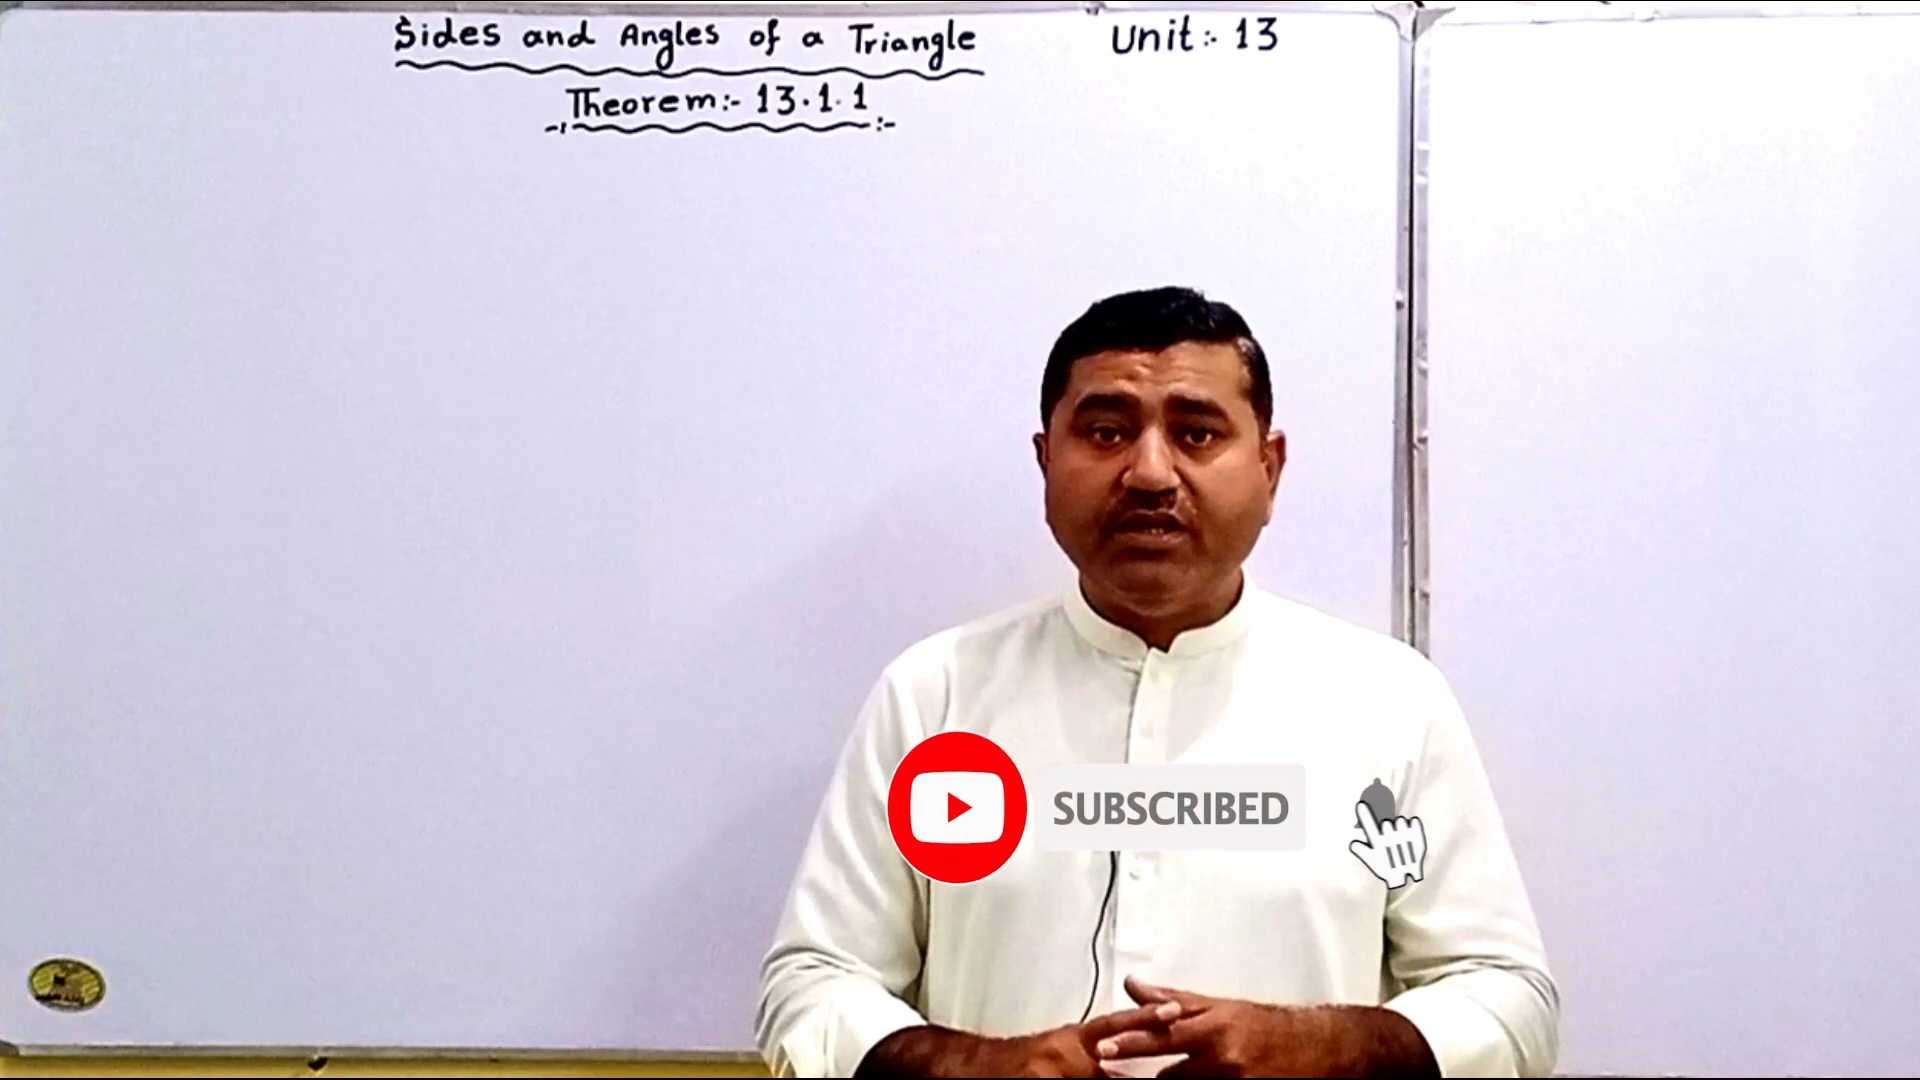 Sides and Angles of a Triangle
Unit:- 13
Theorem:- 13.1.1
SUBSCRIBED